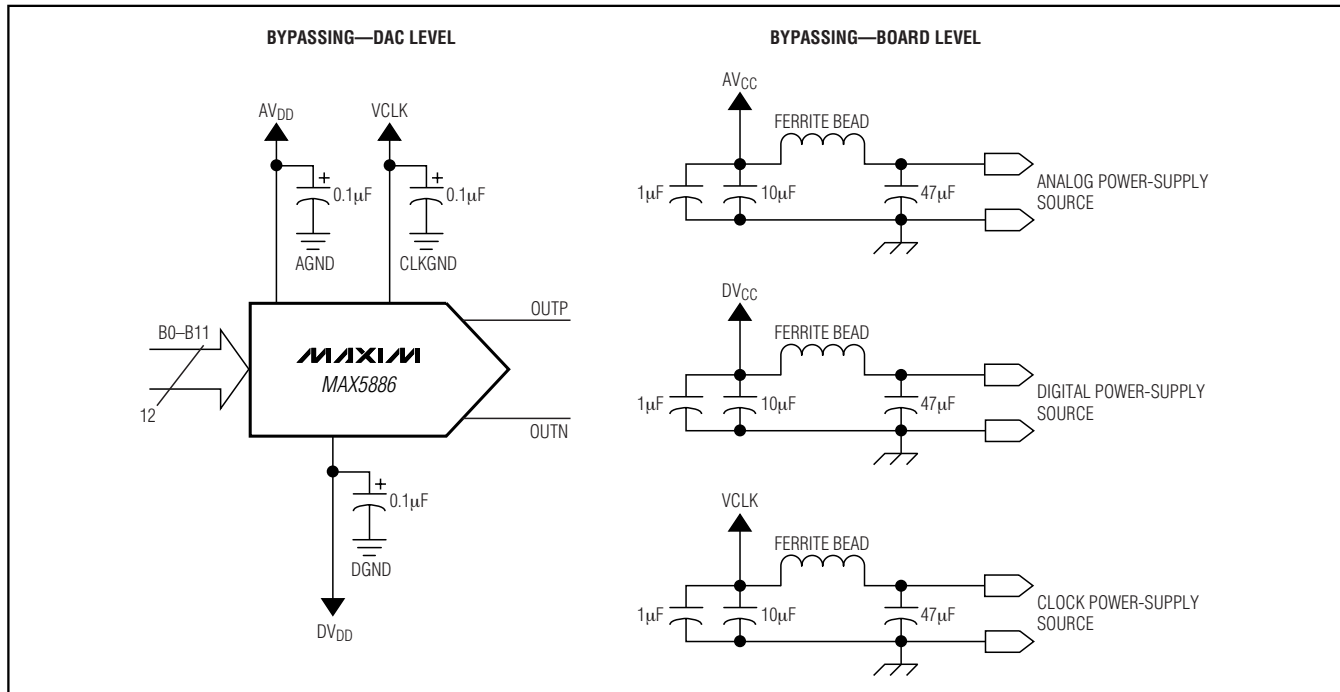 BYPASSING—DAC LEVEL
AVDD
VCLK
0.1µF
0.1µF
AGND
CLKGND
B0–B11
12
MAXIM
MAX5886
OUTP
OUTN
0.1µF
DGND
DVDD
BYPASSING—BOARD LEVEL
AVCC
FERRITE BEAD
1µF
10µF
47µF
ANALOG POWER-SUPPLY
SOURCE
DVCC
FERRITE BEAD
1µF
10µF
47µF
DIGITAL POWER-SUPPLY
SOURCE
VCLK
FERRITE BEAD
1µF
10µF
47µF
CLOCK POWER-SUPPLY
SOURCE